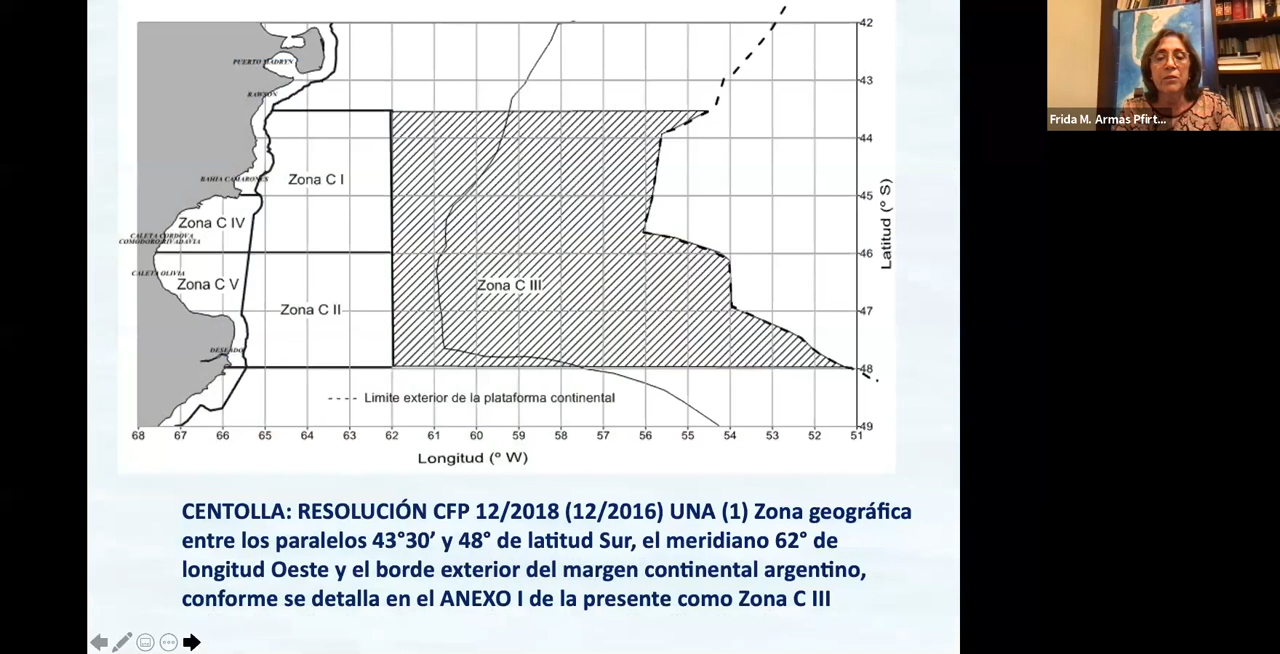 42
PUERTO MADRYN
43
RAWSON
44
BAHIA CAMARONES
Zona C I
45
Zona C IV
CALETA CORDOVA
COMODORO RIVADAVIA
46
CALETA OLIVIA
Zona C V
Zona C III
Zona C II
47
DESEADO
48
Límite exterior de la plataforma continental
49
Latitud (° S)
68 67 66 65 64 63 62 61 60 59 58 57 56 55 54 53 52 51
Longitud (° W)
CENTOLLA: RESOLUCIÓN CFP 12/2018 (12/2016) UNA (1) Zona geográfica
entre los paralelos 43°30’ y 48° de latitud Sur, el meridiano 62° de
longitud Oeste y el borde exterior del margen continental argentino,
conforme se detalla en el ANEXO I de la presente como Zona C III
Frida M. Armas Pfirt...